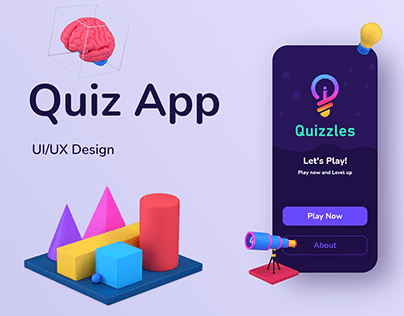 Quiz App
UI/UX Design
Quizzles
Let's Play!
Play now and Level up
Play Now
About